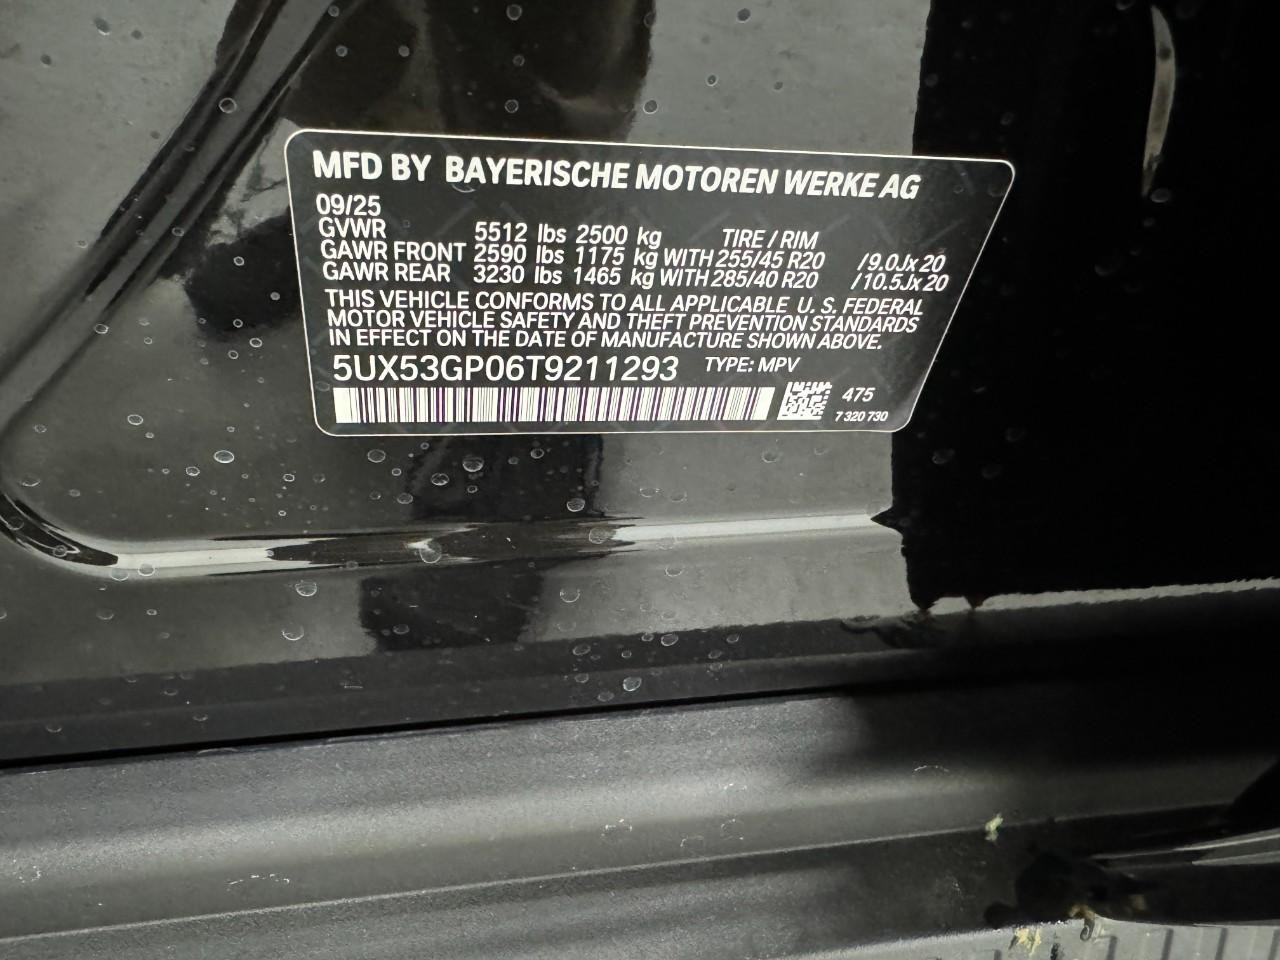 MFD BY BAYERISCHE MOTOREN WERKE AG
09/25
GVWR 5512 lbs 2500 kg TIRE / RIM
GAWR FRONT 2590 lbs 1175 kg WITH 255/45 R20 /9.0Jx20
GAWR REAR 3230 lbs 1465 kg WITH 285/40 R20 /10.5Jx20
THIS VEHICLE CONFORMS TO ALL APPLICABLE U. S. FEDERAL
MOTOR VEHICLE SAFETY AND THEFT PREVENTION STANDARDS
IN EFFECT ON THE DATE OF MANUFACTURE SHOWN ABOVE.
5UX53GP06T9211293 TYPE: MPV
475
7 320 730